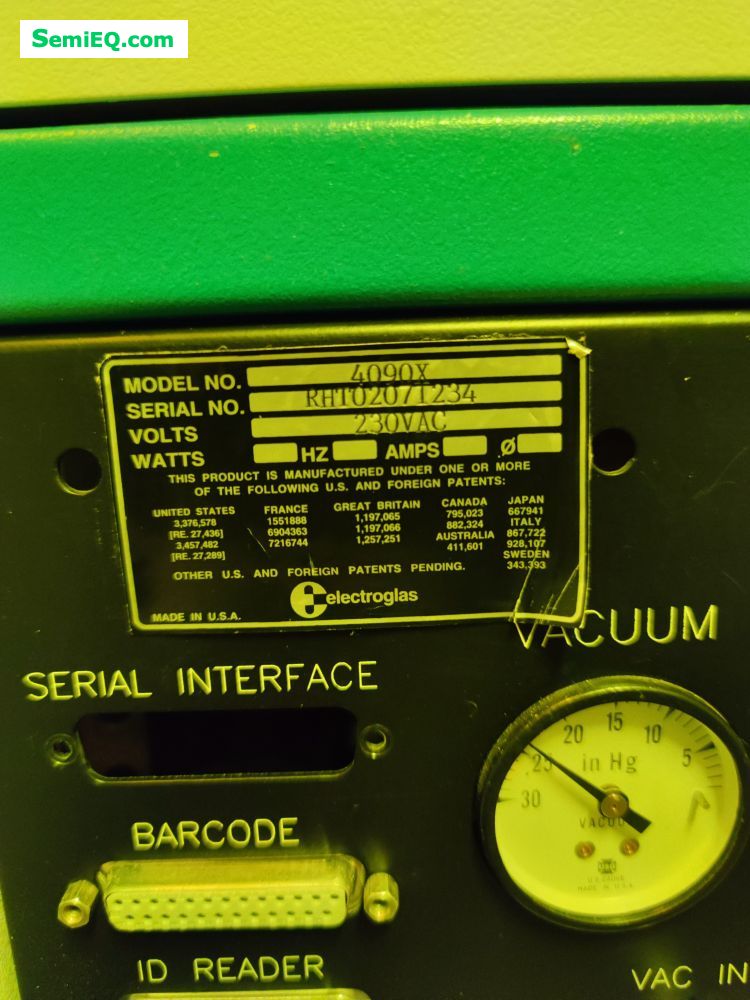 SemiEQ.com
MODEL NO. 4090X
SERIAL NO. RHT0207T234
VOLTS 230VAC
WATTS HZ AMPS Ø
THIS PRODUCT IS MANUFACTURED UNDER ONE OR MORE
OF THE FOLLOWING U.S. AND FOREIGN PATENTS:
UNITED STATES
3,376,578
[RE. 27,436]
3,457,482
[RE. 27,289]
FRANCE
1551888
6904363
7216744
GREAT BRITAIN
1,197,065
1,197,066
1,257,251
CANADA
795,023
882,324
AUSTRALIA
411,601
JAPAN
667941
ITALY
867,722
928,107
SWEDEN
343,393
OTHER U.S. AND FOREIGN PATENTS PENDING.
electroglas
MADE IN U.S.A.
VACUUM
SERIAL INTERFACE
15
20 10
25 in Hg 5
30
VACUUM
U.S. GAUGE
MADE IN U.S.A.
BARCODE
ID READER
VAC IN